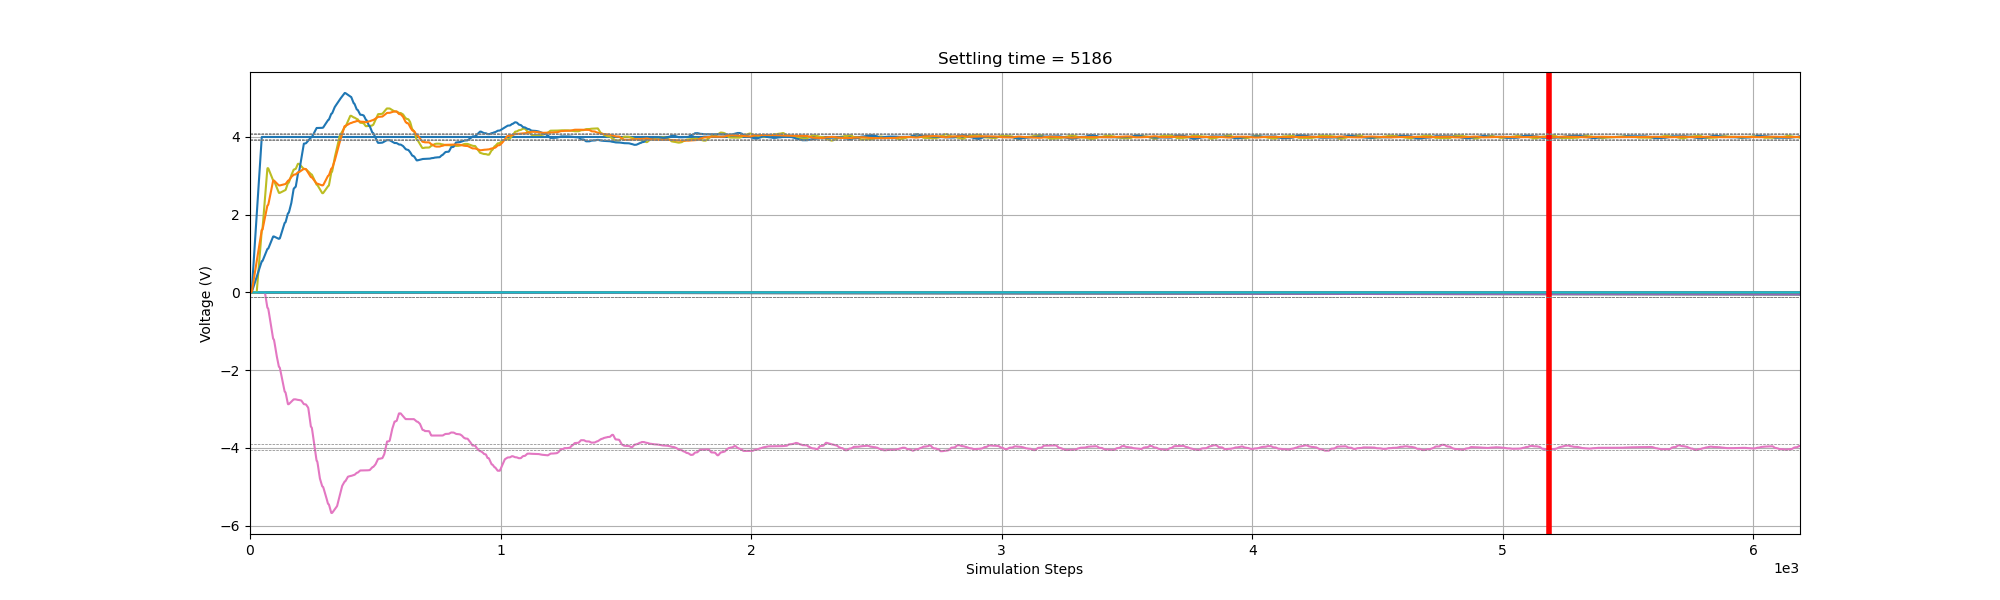 Settling time = 5186
Voltage (V)
4
2
0
−2
−4
−6
0 1 2 3 4 5 6
1e3
Simulation Steps